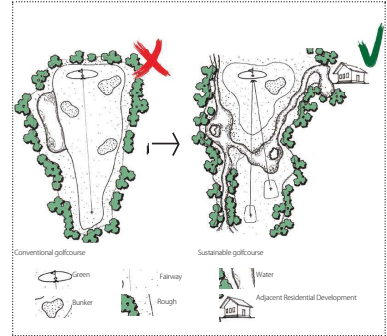 Conventional golfcourse
Sustainable golfcourse
Green
Fairway
Water
Bunker
Rough
Adjacent Residential Development